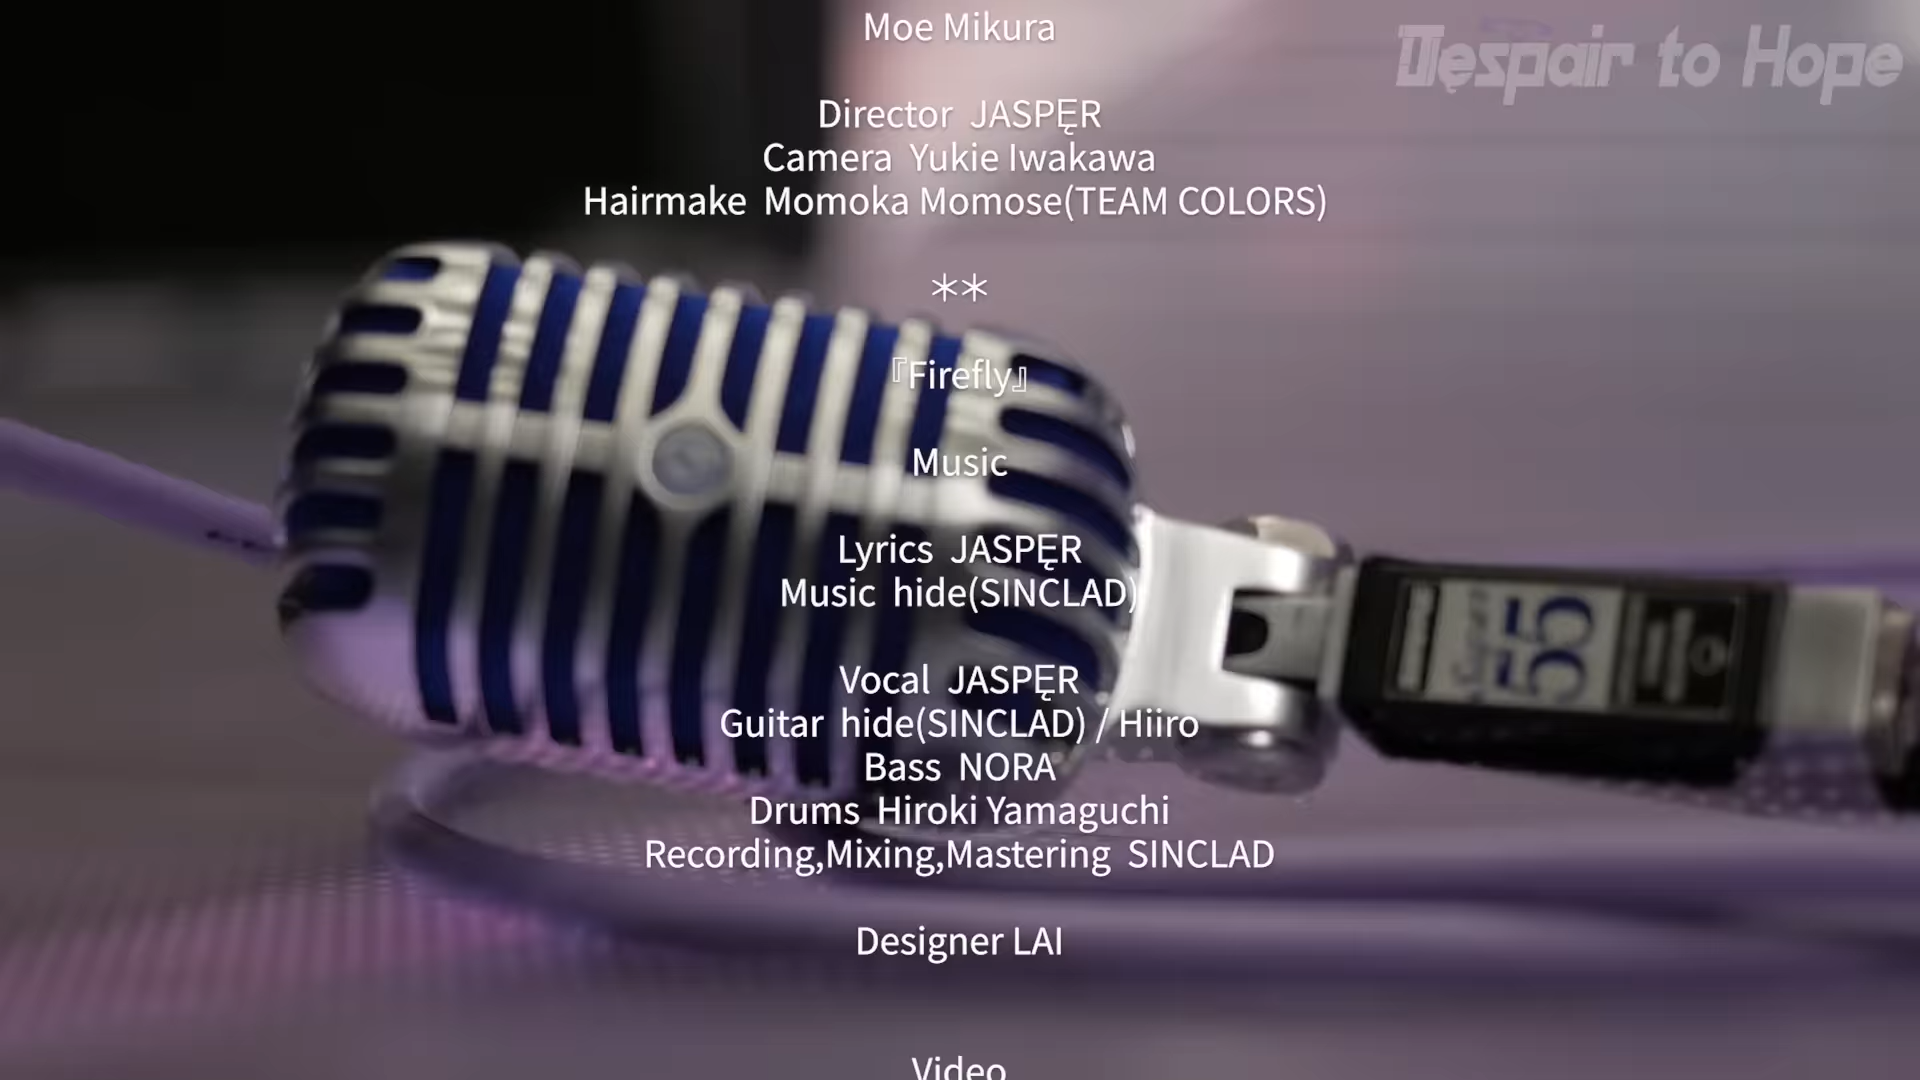 Moe Mikura
Despair to Hope
Director JASPĘR
Camera Yukie Iwakawa
Hairmake Momoka Momose(TEAM COLORS)
**
『Firefly』
Music
Lyrics JASPĘR
Music hide(SINCLAD)
Vocal JASPĘR
Guitar hide(SINCLAD) / Hiiro
Bass NORA
Drums Hiroki Yamaguchi
Recording,Mixing,Mastering SINCLAD
Designer LAI
Video
55